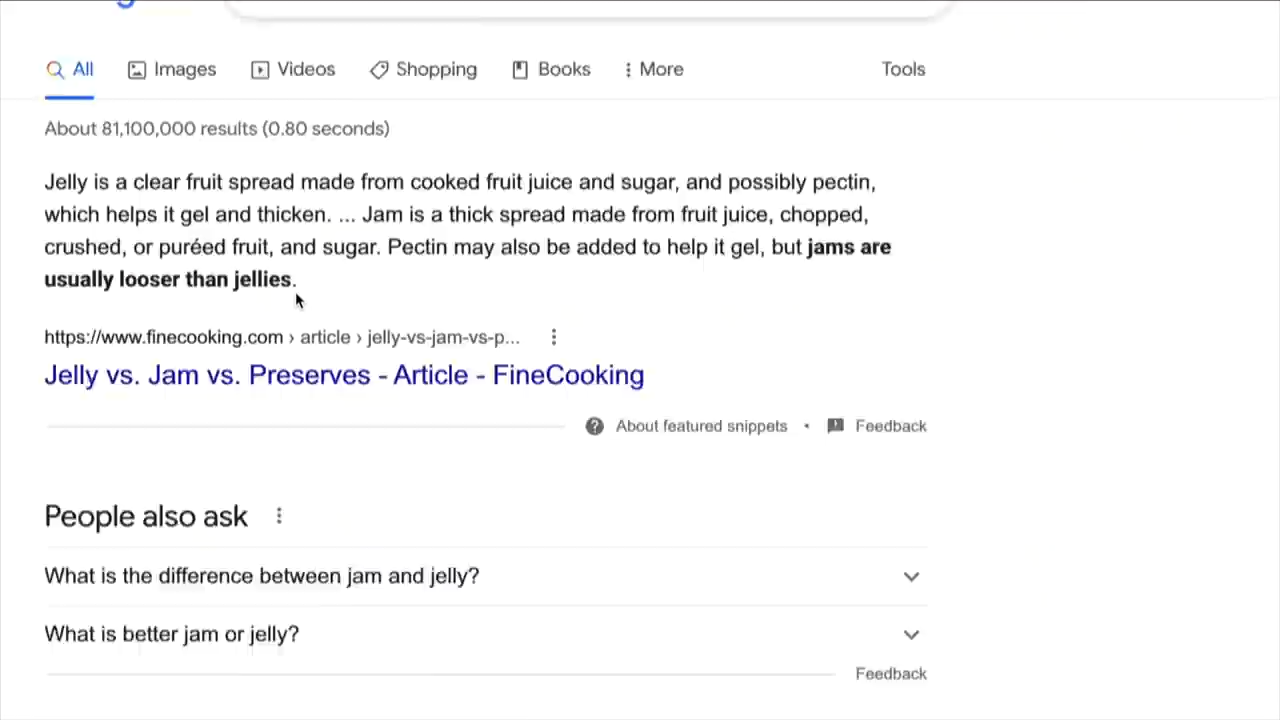 All Images Videos Shopping Books More Tools
About 81,100,000 results (0.80 seconds)
Jelly is a clear fruit spread made from cooked fruit juice and sugar, and possibly pectin,
which helps it gel and thicken. ... Jam is a thick spread made from fruit juice, chopped,
crushed, or puréed fruit, and sugar. Pectin may also be added to help it gel, but jams are
usually looser than jellies.
https://www.finecooking.com › article › jelly-vs-jam-vs-p...
Jelly vs. Jam vs. Preserves - Article - FineCooking
About featured snippets • Feedback
People also ask
What is the difference between jam and jelly?
What is better jam or jelly?
Feedback